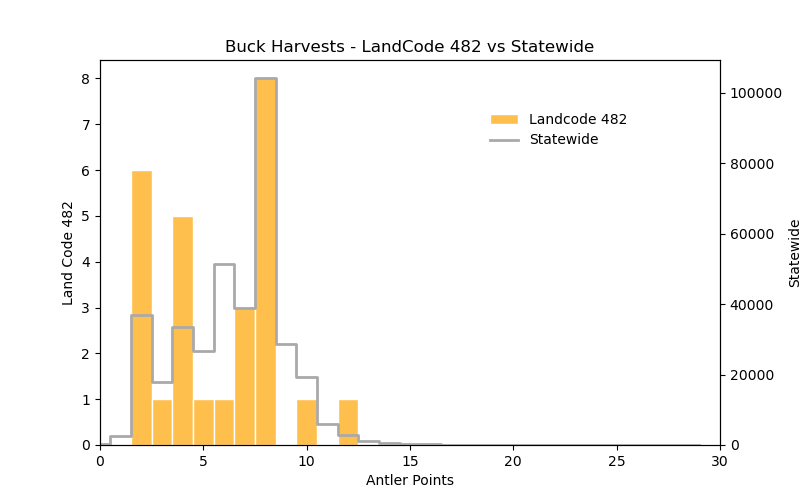 Buck Harvests - LandCode 482 vs Statewide
8
7
6
5
4
3
2
1
0
Land Code 482
100000
80000
60000
40000
20000
0
Statewide
Landcode 482
Statewide
0 5 10 15 20 25 30
Antler Points